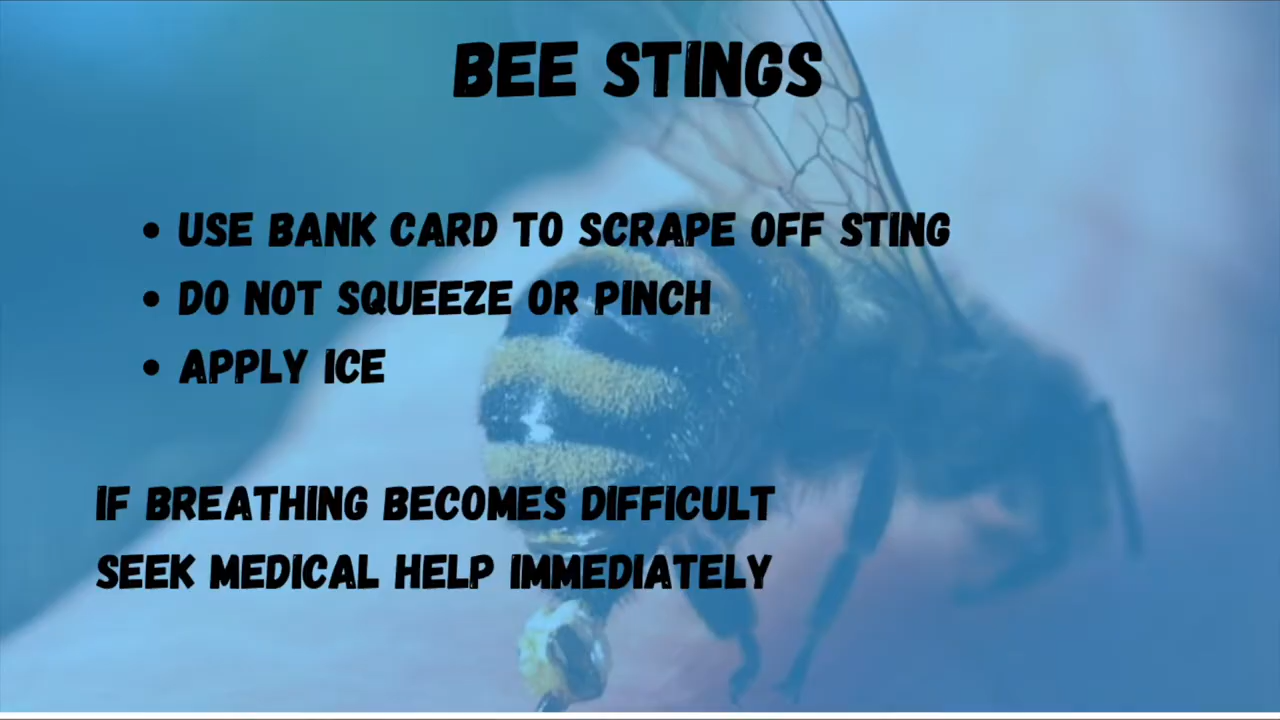 BEE STINGS
• USE BANK CARD TO SCRAPE OFF STING
• DO NOT SQUEEZE OR PINCH
• APPLY ICE
IF BREATHING BECOMES DIFFICULT
SEEK MEDICAL HELP IMMEDIATELY